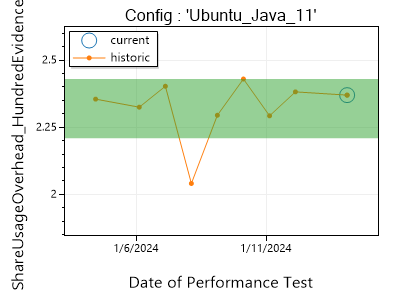 Config : 'Ubuntu_Java_11'
current
historic
ShareUsageOverhead_HundredEvidence
2.5
2.25
2
1/6/2024
1/11/2024
Date of Performance Test